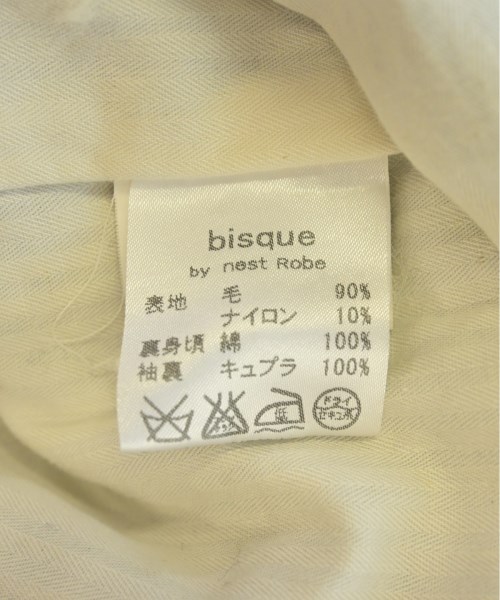 bisque
by nest Robe
表地 毛 90%
ナイロン 10%
裏身頃 綿 100%
袖裏 キュプラ 100%
低 ドライ
セキユ系